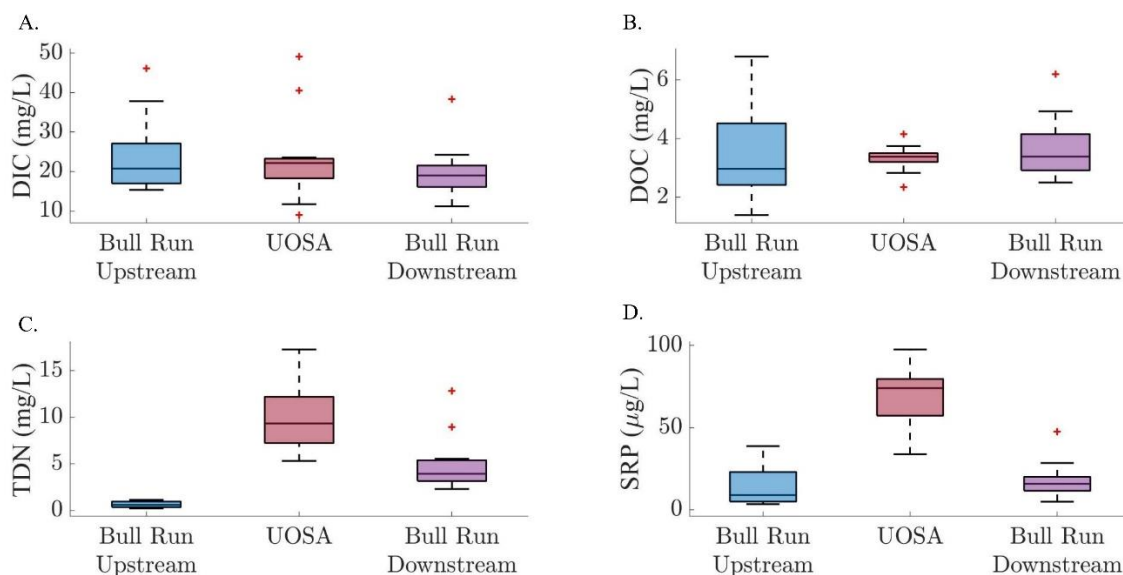 A.
50
40
30
20
10
DIC (mg/L)
Bull Run
Upstream
UOSA
Bull Run
Downstream
B.
6
4
2
DOC (mg/L)
Bull Run
Upstream
UOSA
Bull Run
Downstream
C.
15
10
5
0
TDN (mg/L)
Bull Run
Upstream
UOSA
Bull Run
Downstream
D.
100
50
0
SRP (μg/L)
Bull Run
Upstream
UOSA
Bull Run
Downstream